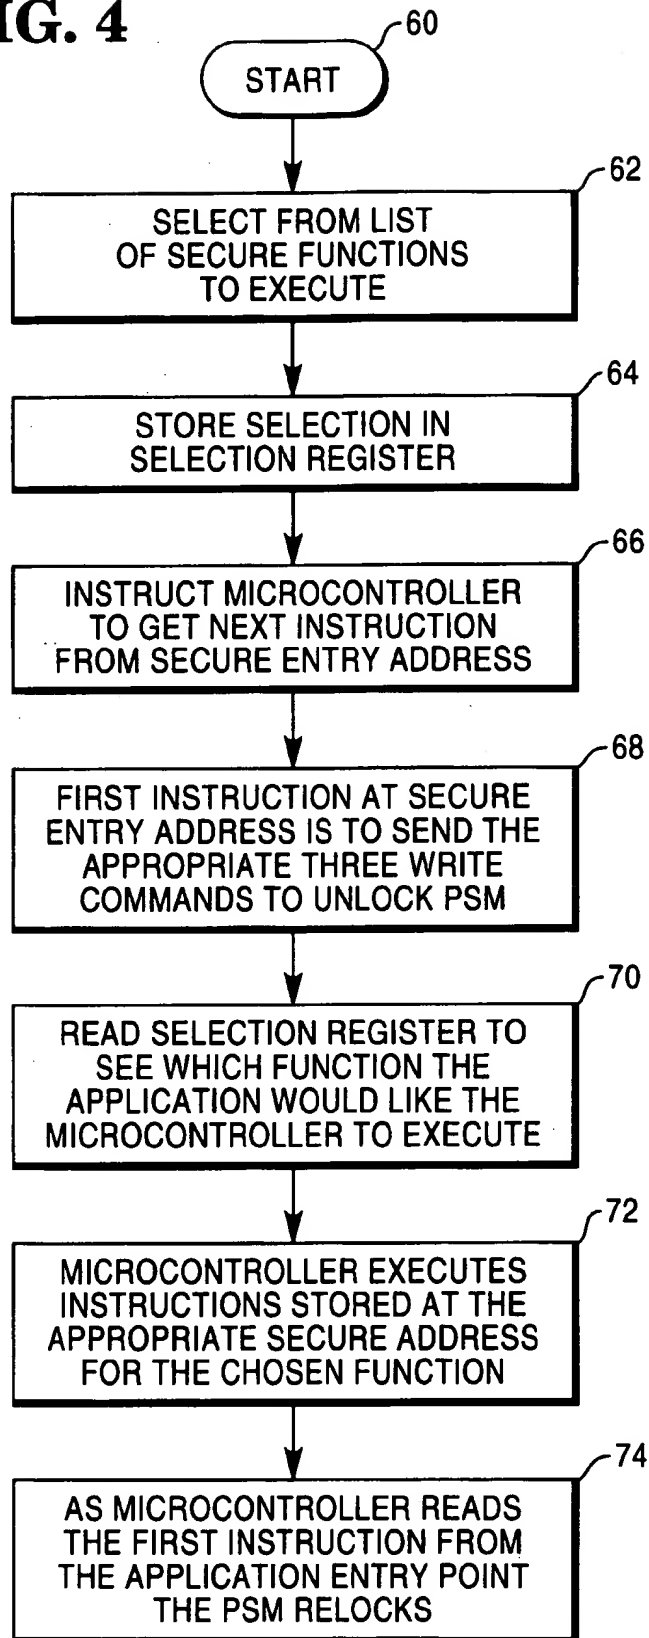 IG. 4
60
START
62
SELECT FROM LIST
OF SECURE FUNCTIONS
TO EXECUTE
64
STORE SELECTION IN
SELECTION REGISTER
66
INSTRUCT MICROCONTROLLER
TO GET NEXT INSTRUCTION
FROM SECURE ENTRY ADDRESS
68
FIRST INSTRUCTION AT SECURE
ENTRY ADDRESS IS TO SEND THE
APPROPRIATE THREE WRITE
COMMANDS TO UNLOCK PSM
70
READ SELECTION REGISTER TO
SEE WHICH FUNCTION THE
APPLICATION WOULD LIKE THE
MICROCONTROLLER TO EXECUTE
72
MICROCONTROLLER EXECUTES
INSTRUCTIONS STORED AT THE
APPROPRIATE SECURE ADDRESS
FOR THE CHOSEN FUNCTION
74
AS MICROCONTROLLER READS
THE FIRST INSTRUCTION FROM
THE APPLICATION ENTRY POINT
THE PSM RELOCKS